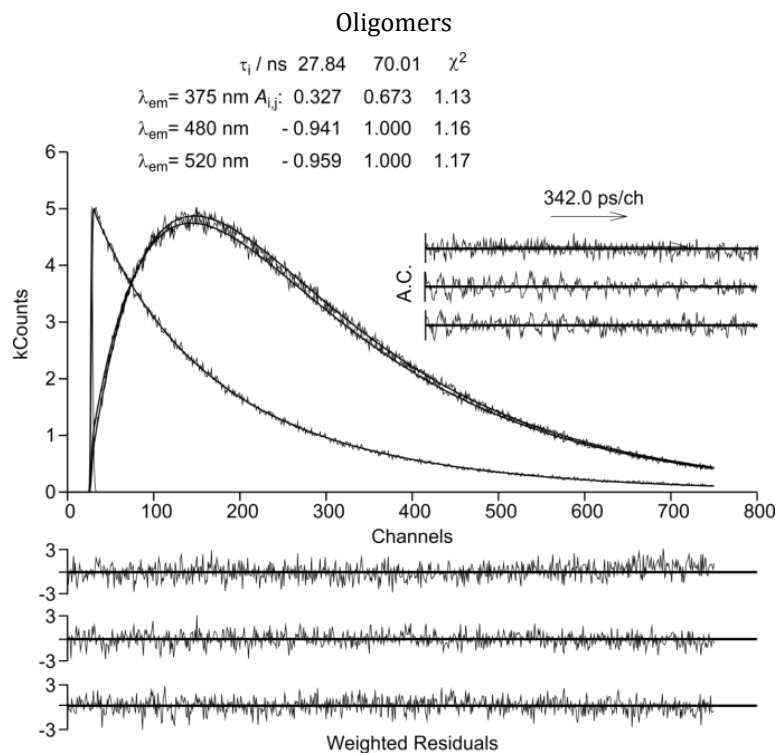 Oligomers
τi / ns 27.84 70.01 χ2
λem= 375 nm Ai,j: 0.327 0.673 1.13
λem= 480 nm - 0.941 1.000 1.16
λem= 520 nm - 0.959 1.000 1.17
6
5
4
3
2
1
0
kCounts
342.0 ps/ch
A.C.
0 100 200 300 400 500 600 700 800
Channels
3
-3
3
-3
3
-3
Weighted Residuals